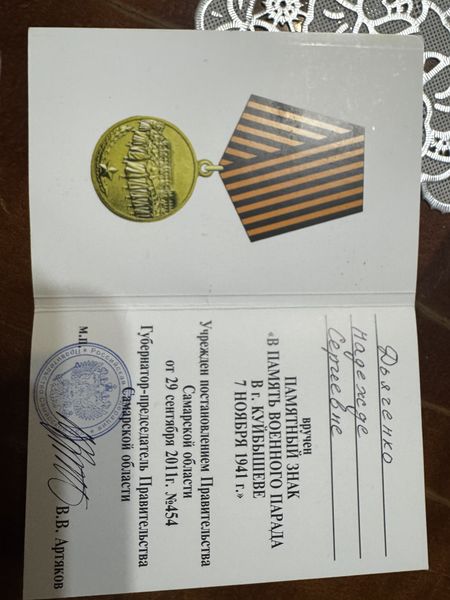 Дьяченко
Надежде
Сергеевне
вручен
ПАМЯТНЫЙ ЗНАК
«В ПАМЯТЬ ВОЕННОГО ПАРАДА
В г. КУЙБЫШЕВЕ
7 НОЯБРЯ 1941 г.»
Учрежден постановлением Правительства
Самарской области
от 29 сентября 2011г. №454
Губернатор-председатель Правительства
Самарской области
м.п.
В.В. Артяков